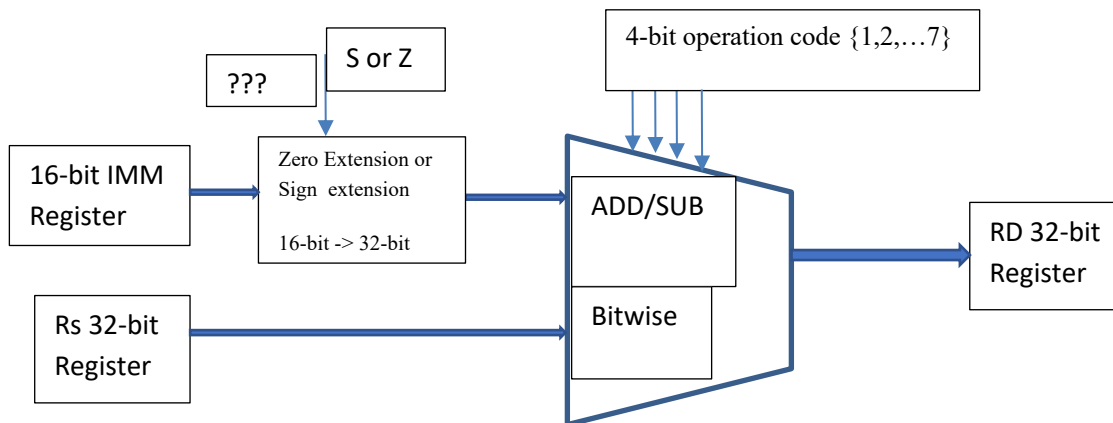 4-bit operation code {1,2,…7}
S or Z
???
Zero Extension or
Sign extension
16-bit -> 32-bit
16-bit IMM
Register
ADD/SUB
RD 32-bit
Register
Bitwise
Rs 32-bit
Register